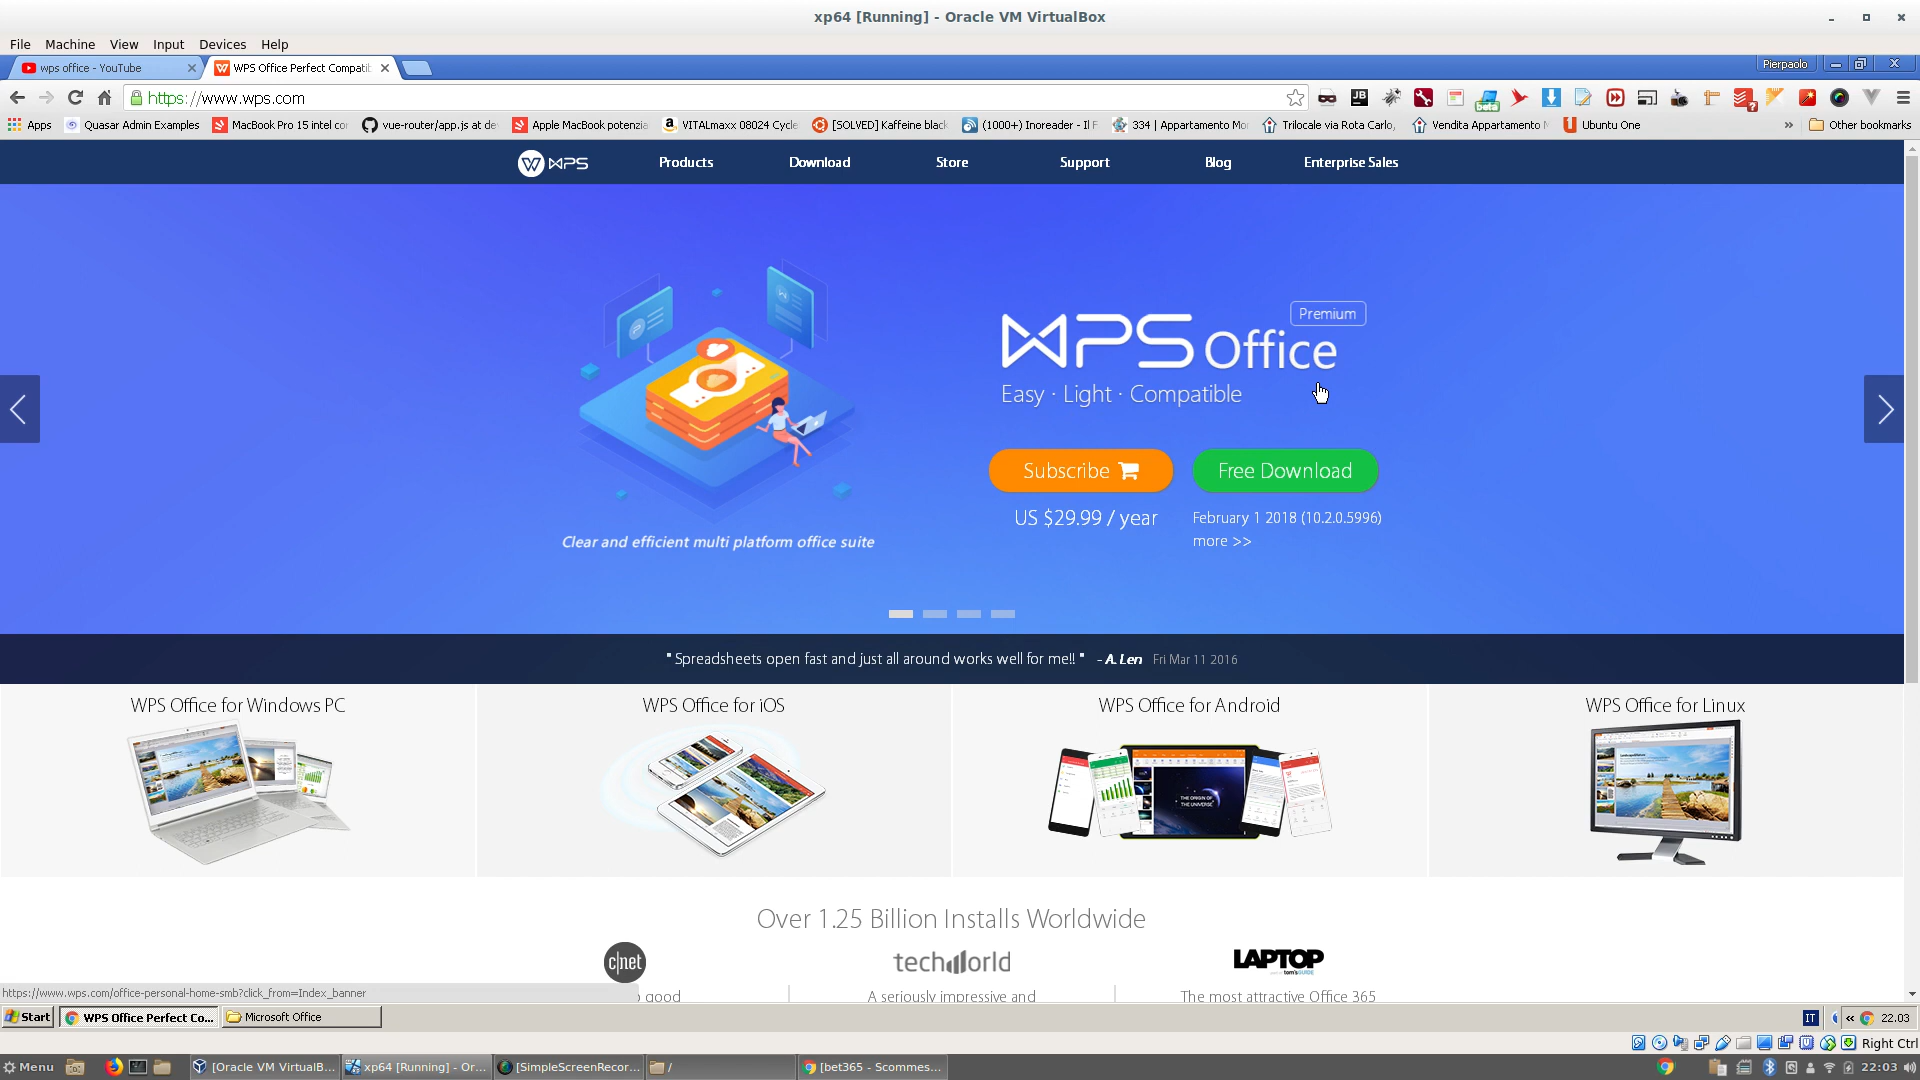 xp64 [Running] - Oracle VM VirtualBox
File Machine View Input Devices Help
wps office - YouTube
WPS Office Perfect Compatib
Pierpaolo
https://www.wps.com
Apps
Quasar Admin Examples
MacBook Pro 15 intel co
vue-router/app.js at de
Apple MacBook potenzia
VITALmaxx 08024 Cycle
[SOLVED] Kaffeine black
(1000+) Inoreader - Il F
334 | Appartamento Mo
Trilocale via Rota Carlo,
Vendita Appartamento M
Ubuntu One
»
Other bookmarks
WPS
Products
Download
Store
Support
Blog
Enterprise Sales
Premium
WPS Office
Easy · Light · Compatible
Subscribe
Free Download
US $29.99 / year
February 1 2018 (10.2.0.5996)
more >>
Clear and efficient multi platform office suite
" Spreadsheets open fast and just all around works well for me!! " - A. Len Fri Mar 11 2016
WPS Office for Windows PC
WPS Office for iOS
WPS Office for Android
WPS Office for Linux
THE ORIGIN OF
THE UNIVERSE
Over 1.25 Billion Installs Worldwide
c|net
techworld
LAPTOP
good
A seriously impressive and
The most attractive Office 365
https://www.wps.com/office-personal-home-smb?click_from=Index_banner
Start
WPS Office Perfect Co...
Microsoft Office
IT
«
22.03
Right Ctrl
Menu
[Oracle VM VirtualB...
xp64 [Running] - Or...
[SimpleScreenRecor...
/
[bet365 - Scommes...
22:03